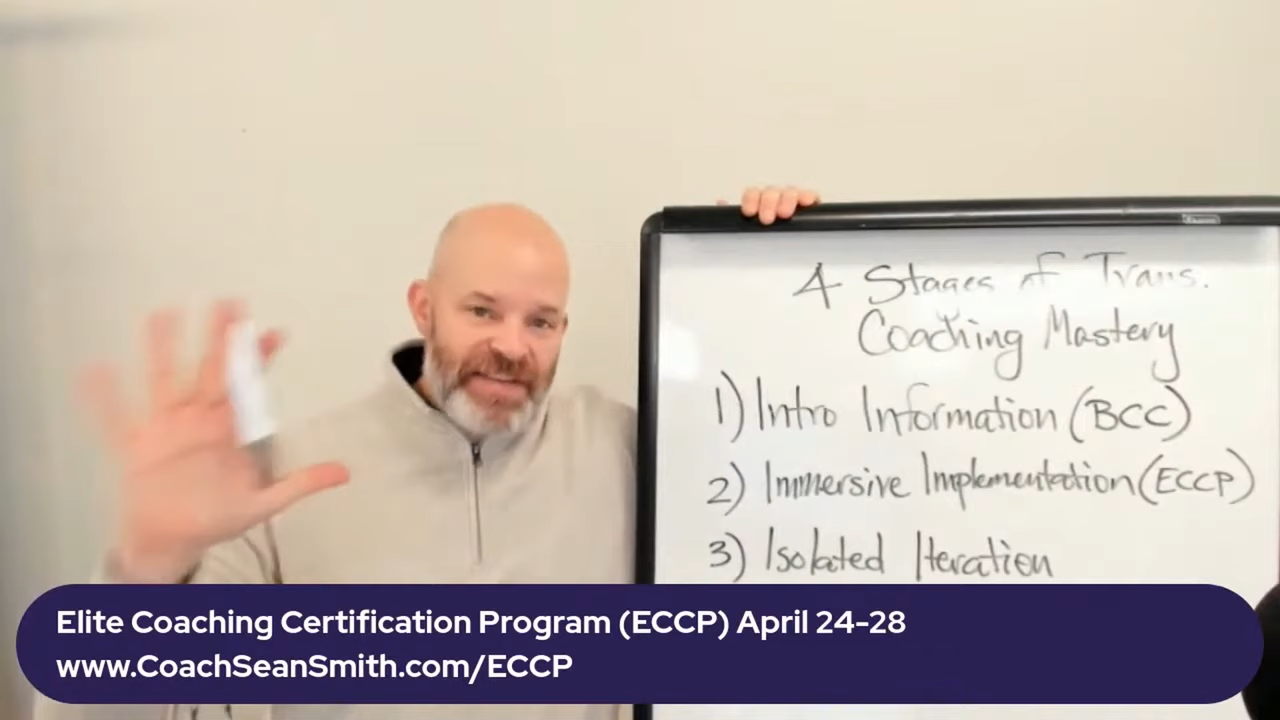 4 Stages of Trans.
Coaching Mastery
1) Intro Information (BCC)
2) Immersive Implementation (ECCP)
3) Isolated Iteration
Elite Coaching Certification Program (ECCP) April 24-28
www.CoachSeanSmith.com/ECCP